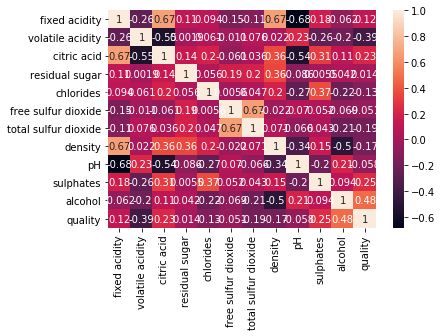 fixed acidity 1 -0.26 0.67 0.11 0.094 -0.15 -0.11 0.67 -0.68 0.18 -0.062 0.12
volatile acidity -0.26 1 -0.55 0.0019 0.061 -0.011 0.076 0.022 0.23 -0.26 -0.2 -0.39
citric acid 0.67 -0.55 1 0.14 0.2 -0.061 0.036 0.36 -0.54 0.31 0.11 0.23
residual sugar 0.11 0.0019 0.14 1 0.056 0.19 0.2 0.36 -0.086 0.0055 0.042 0.014
chlorides 0.094 0.061 0.2 0.056 1 0.0056 0.047 0.2 -0.27 0.37 -0.22 -0.13
free sulfur dioxide -0.15 -0.011 -0.061 0.19 0.0056 1 0.67 -0.022 0.07 0.052 -0.069 -0.051
total sulfur dioxide -0.11 0.076 0.036 0.2 0.047 0.67 1 0.071 -0.066 0.043 -0.21 -0.19
density 0.67 0.022 0.36 0.36 0.2 -0.022 0.071 1 -0.34 0.15 -0.5 -0.17
pH -0.68 0.23 -0.54 -0.086 -0.27 0.07 -0.066 -0.34 1 -0.2 0.21 -0.058
sulphates 0.18 -0.26 0.31 0.0055 0.37 0.052 0.043 0.15 -0.2 1 0.094 0.25
alcohol -0.062 -0.2 0.11 0.042 -0.22 -0.069 -0.21 -0.5 0.21 0.094 1 0.48
quality 0.12 -0.39 0.23 0.014 -0.13 -0.051 -0.19 -0.17 -0.058 0.25 0.48 1
fixed acidity
volatile acidity
citric acid
residual sugar
chlorides
free sulfur dioxide
total sulfur dioxide
density
pH
sulphates
alcohol
quality
1.0
0.8
0.6
0.4
0.2
0.0
−0.2
−0.4
−0.6